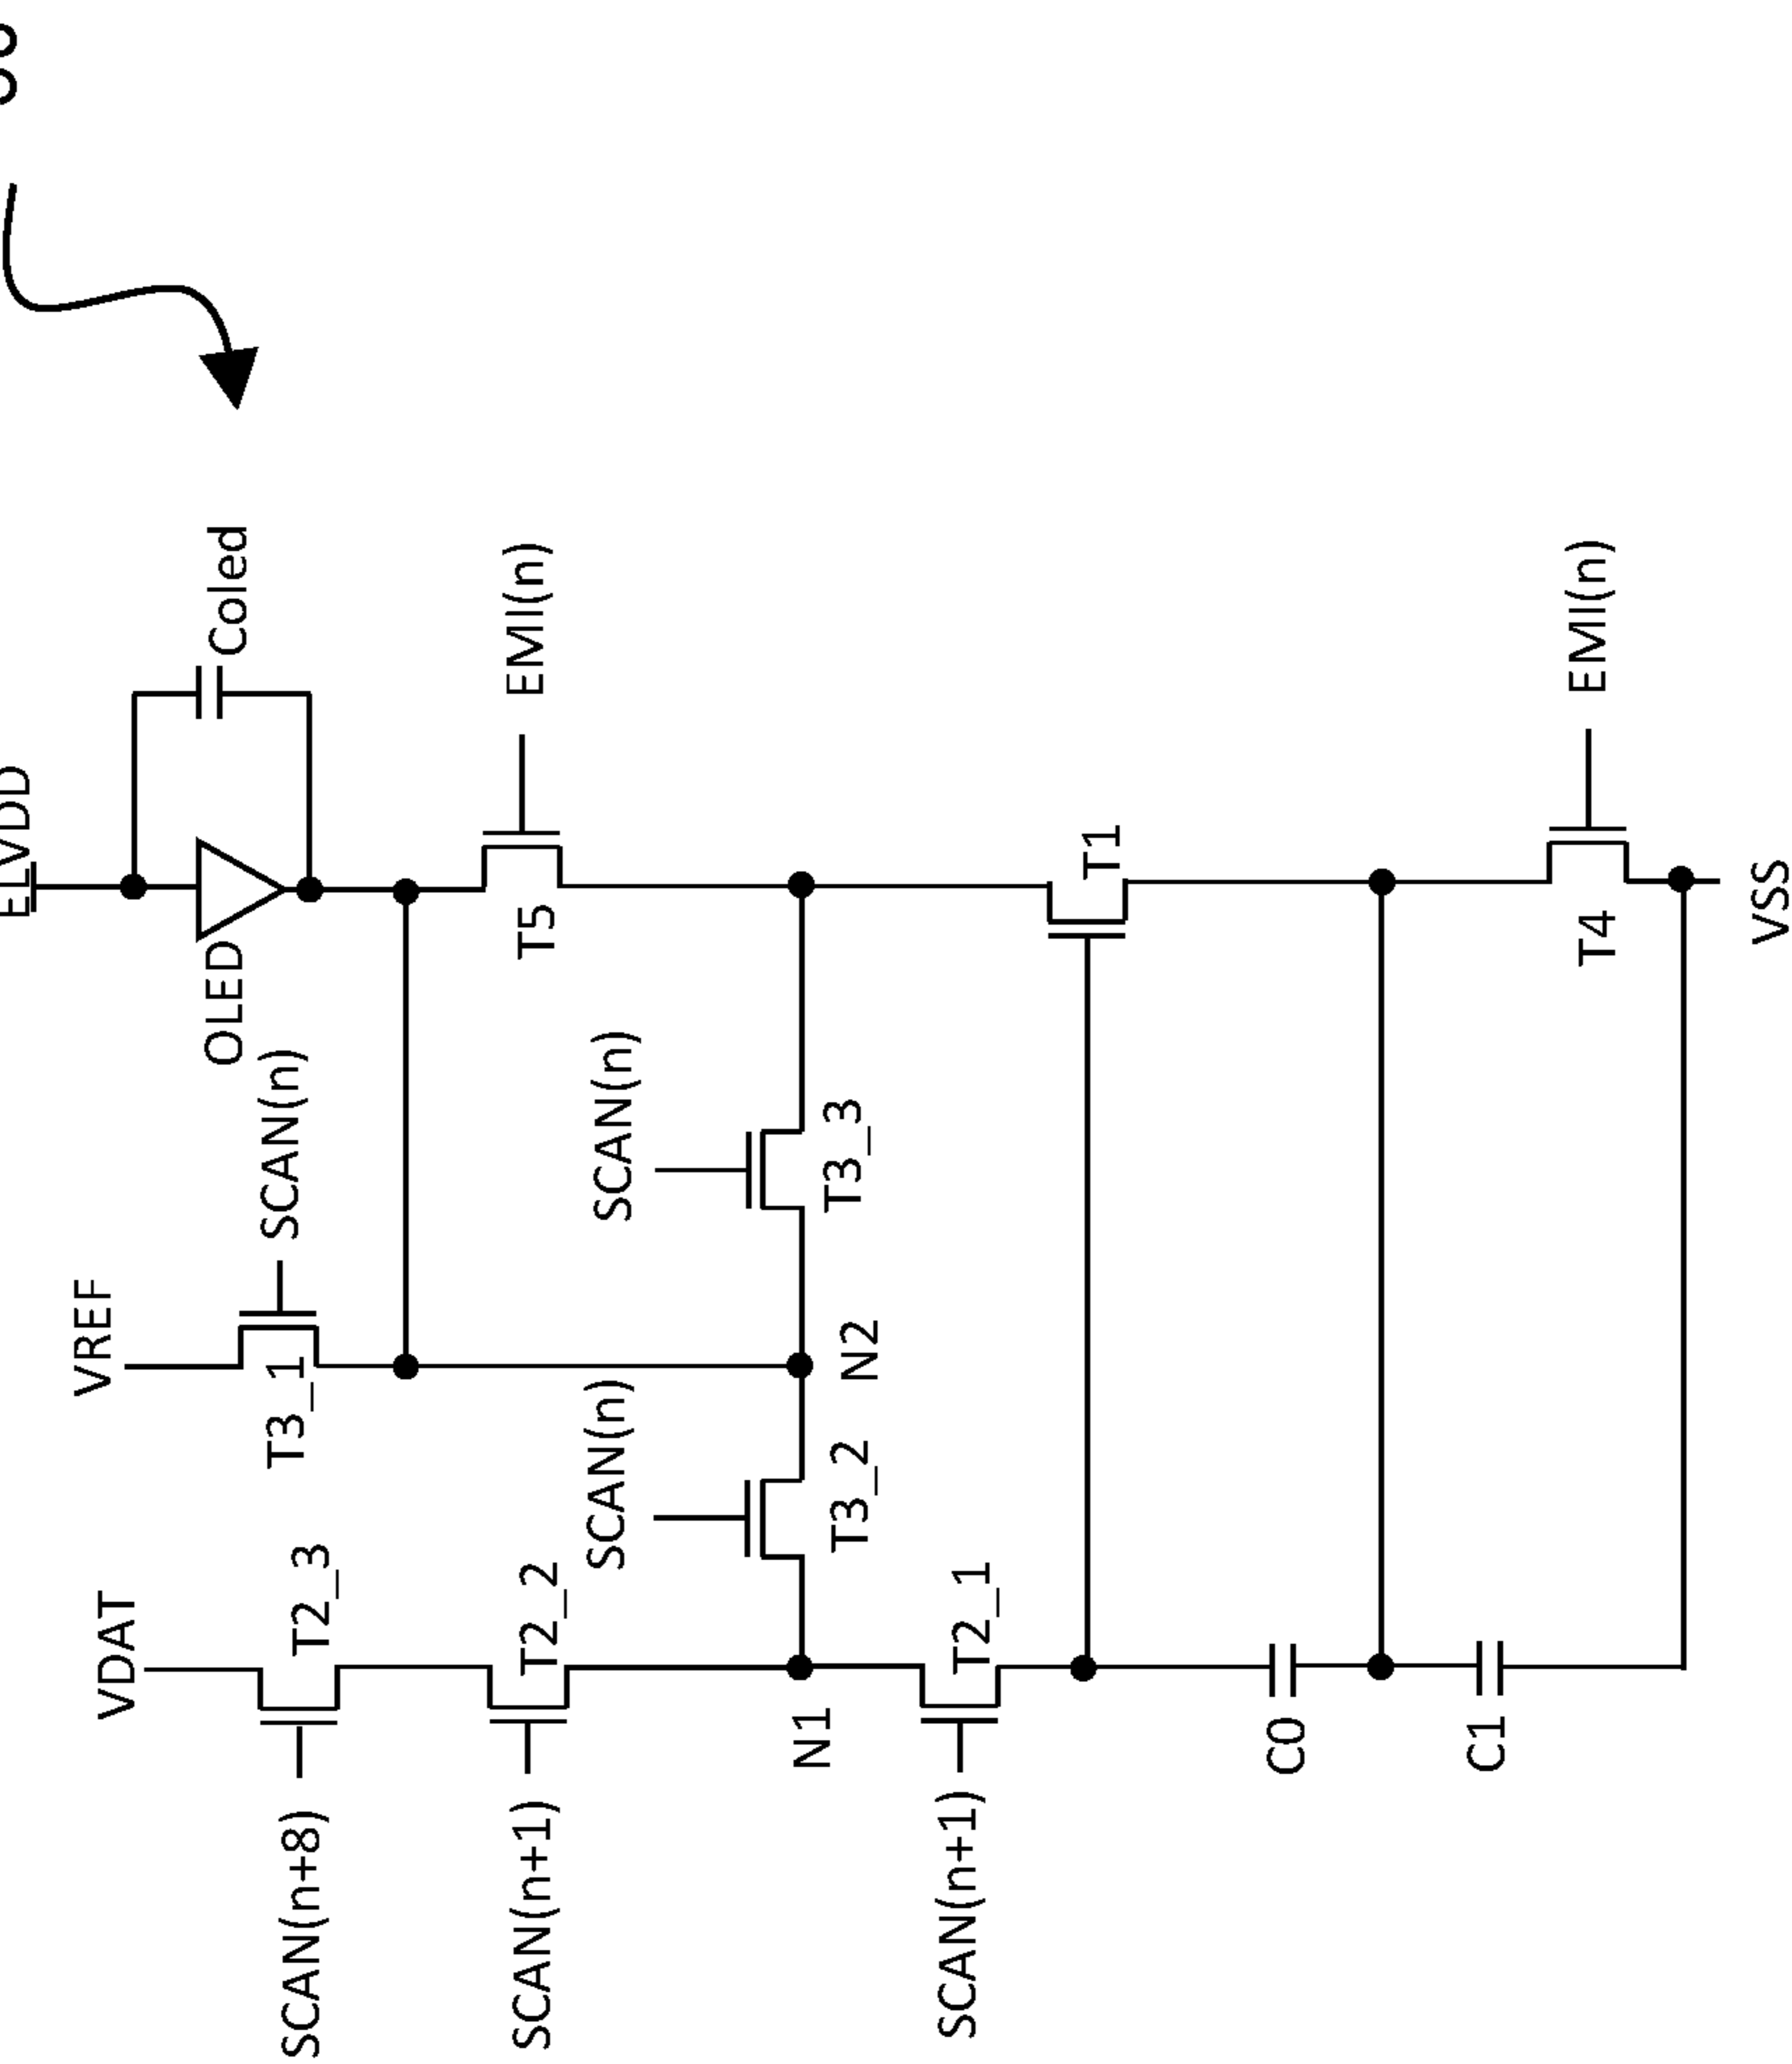 ELVDD
Coled
OLED
EMI(n)
T5
VREF
SCAN(n)
T3_1
SCAN(n)
T3_3
N2
SCAN(n)
T3_2
VDAT
T2_3
SCAN(n+8)
T2_2
SCAN(n+1)
N1
T2_1
SCAN(n+1)
T1
C0
C1
EMI(n)
T4
VSS